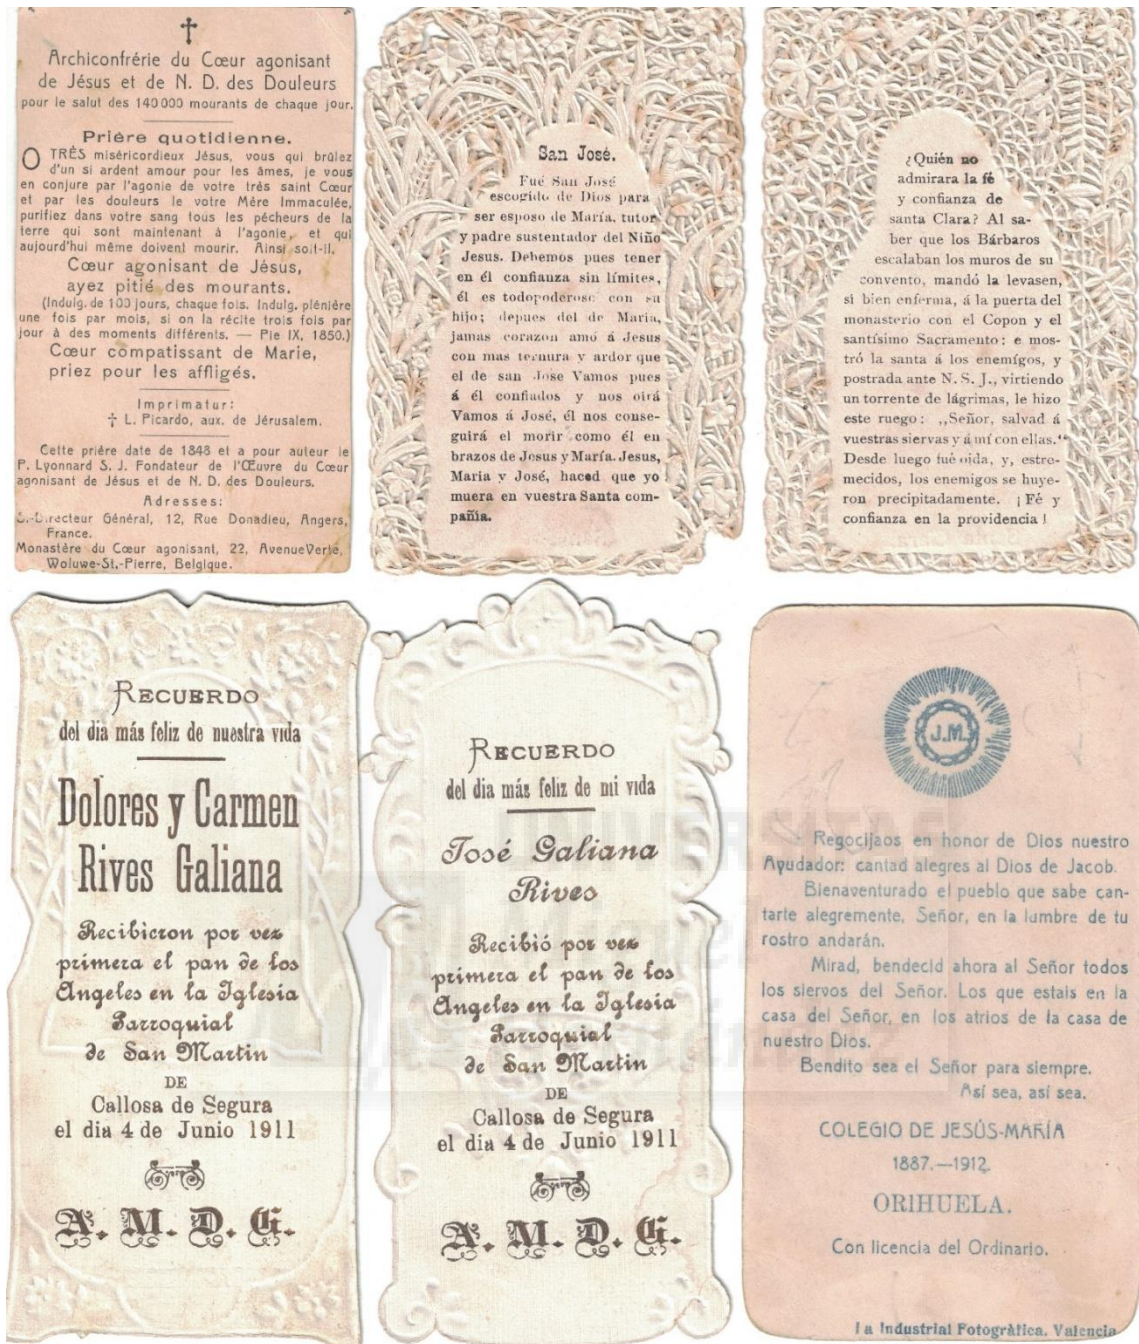 Archiconfrérie du Cœur agonisant
de Jésus et de N. D. des Douleurs
pour le salut des 140000 mourants de chaque jour.
Prière quotidienne.
O TRÈS miséricordieux Jésus, vous qui brûlez
d'un si ardent amour pour les âmes, je vous
en conjure par l'agonie de votre très saint Cœur
et par les douleurs le votre Mére Immaculée,
purifiez dans votre sang tous les pécheurs de la
terre qui sont maintenant à l'agonie, et qui
aujourd'hui même doivent mourir. Ainsi soit-il.
Cœur agonisant de Jésus,
ayez pitié des mourants.
(Indulg. de 100 jours, chaque fois. Indulg. plénière
une fois par mois, si on la récite trois fois par
jour à des moments différents. — Pie IX, 1850.)
Cœur compatissant de Marie,
priez pour les affligés.
Imprimatur:
† L. Picardo, aux. de Jérusalem.
Cette prière date de 1848 et a pour auteur le
P. Lyonnard S. J. Fondateur de l'Œuvre du Cœur
agonisant de Jésus et de N. D. des Douleurs.
Adresses:
S.-Directeur Général, 12, Rue Donadieu, Angers,
France.
Monastère du Cœur agonisant, 22, AvenueVerte,
Woluwe-St.-Pierre, Belgique.
San José.
Fué San José
escogido de Dios para
ser esposo de María, tutor
y padre sustentador del Niño
Jesus. Debemos pues tener
en él confianza sin límites,
él es todopoderoso con su
hijo; depues del de Maria,
jamas corazon amó á Jesus
con mas ternura y ardor que
el de san Jose Vamos pues
á él confiados y nos oirá
Vamos á José, él nos conse-
guirá el morir como él en
brazos de Jesus y María. Jesus,
Maria y José, haced que yo
muera en vuestra Santa com-
pañia.
¿Quién no
admirara la fé
y confianza de
santa Clara? Al sa-
ber que los Bárbaros
escalaban los muros de su
convento, mandó la levasen,
si bien enferma, á la puerta del
monasterio con el Copon y el
santísimo Sacramento: e mos-
tró la santa á los enemígos, y
postrada ante N. S. J., virtiendo
un torrente de lágrimas, le hizo
este ruego: „Señor, salvad á
vuestras siervas y á mí con ellas.“
Desde luego fué oida, y, estre-
mecidos, los enemigos se huye-
ron precipitadamente. ¡Fé y
confianza en la providencia!
RECUERDO
del dia más feliz de nuestra vida
Dolores y Carmen
Rives Galiana
Recibieron por vez
primera el pan de los
Angeles en la Iglesia
Parroquial
de San Martin
DE
Callosa de Segura
el dia 4 de Junio 1911
A. M. D. G.
RECUERDO
del dia más feliz de mi vida
José Galiana
Rives
Recibió por vez
primera el pan de los
Angeles en la Iglesia
Parroquial
de San Martin
DE
Callosa de Segura
el dia 4 de Junio 1911
A. M. D. G.
J.M.
Regocijaos en honor de Dios nuestro
Ayudador: cantad alegres al Dios de Jacob.
Bienaventurado el pueblo que sabe can-
tarte alegremente, Señor, en la lumbre de tu
rostro andarán.
Mirad, bendecid ahora al Señor todos
los siervos del Señor. Los que estais en la
casa del Señor, en los atrios de la casa de
nuestro Dios.
Bendito sea el Señor para siempre.
Así sea, así sea.
COLEGIO DE JESÚS-MARÍA
1887.—1912.
ORIHUELA.
Con licencia del Ordinario.
La Industrial Fotográfica. Valencia
UNIVERSITAS
Miguel
Hernández